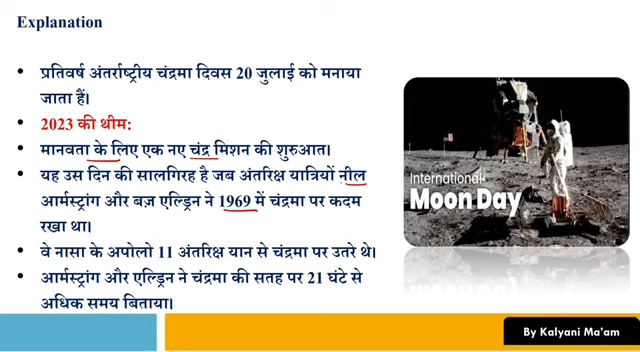 Explanation
प्रतिवर्ष अंतर्राष्ट्रीय चंद्रमा दिवस 20 जुलाई को मनाया
जाता हैं।
2023 की थीम:
मानवता के लिए एक नए चंद्र मिशन की शुरुआत।
यह उस दिन की सालगिरह है जब अंतरिक्ष यात्रियों नील
आर्मस्ट्रांग और बज़ एल्ड्रिन ने 1969 में चंद्रमा पर कदम
रखा था।
वे नासा के अपोलो 11 अंतरिक्ष यान से चंद्रमा पर उतरे थे।
आर्मस्ट्रांग और एल्ड्रिन ने चंद्रमा की सतह पर 21 घंटे से
अधिक समय बिताया।
International
Moon Day
By Kalyani Ma'am